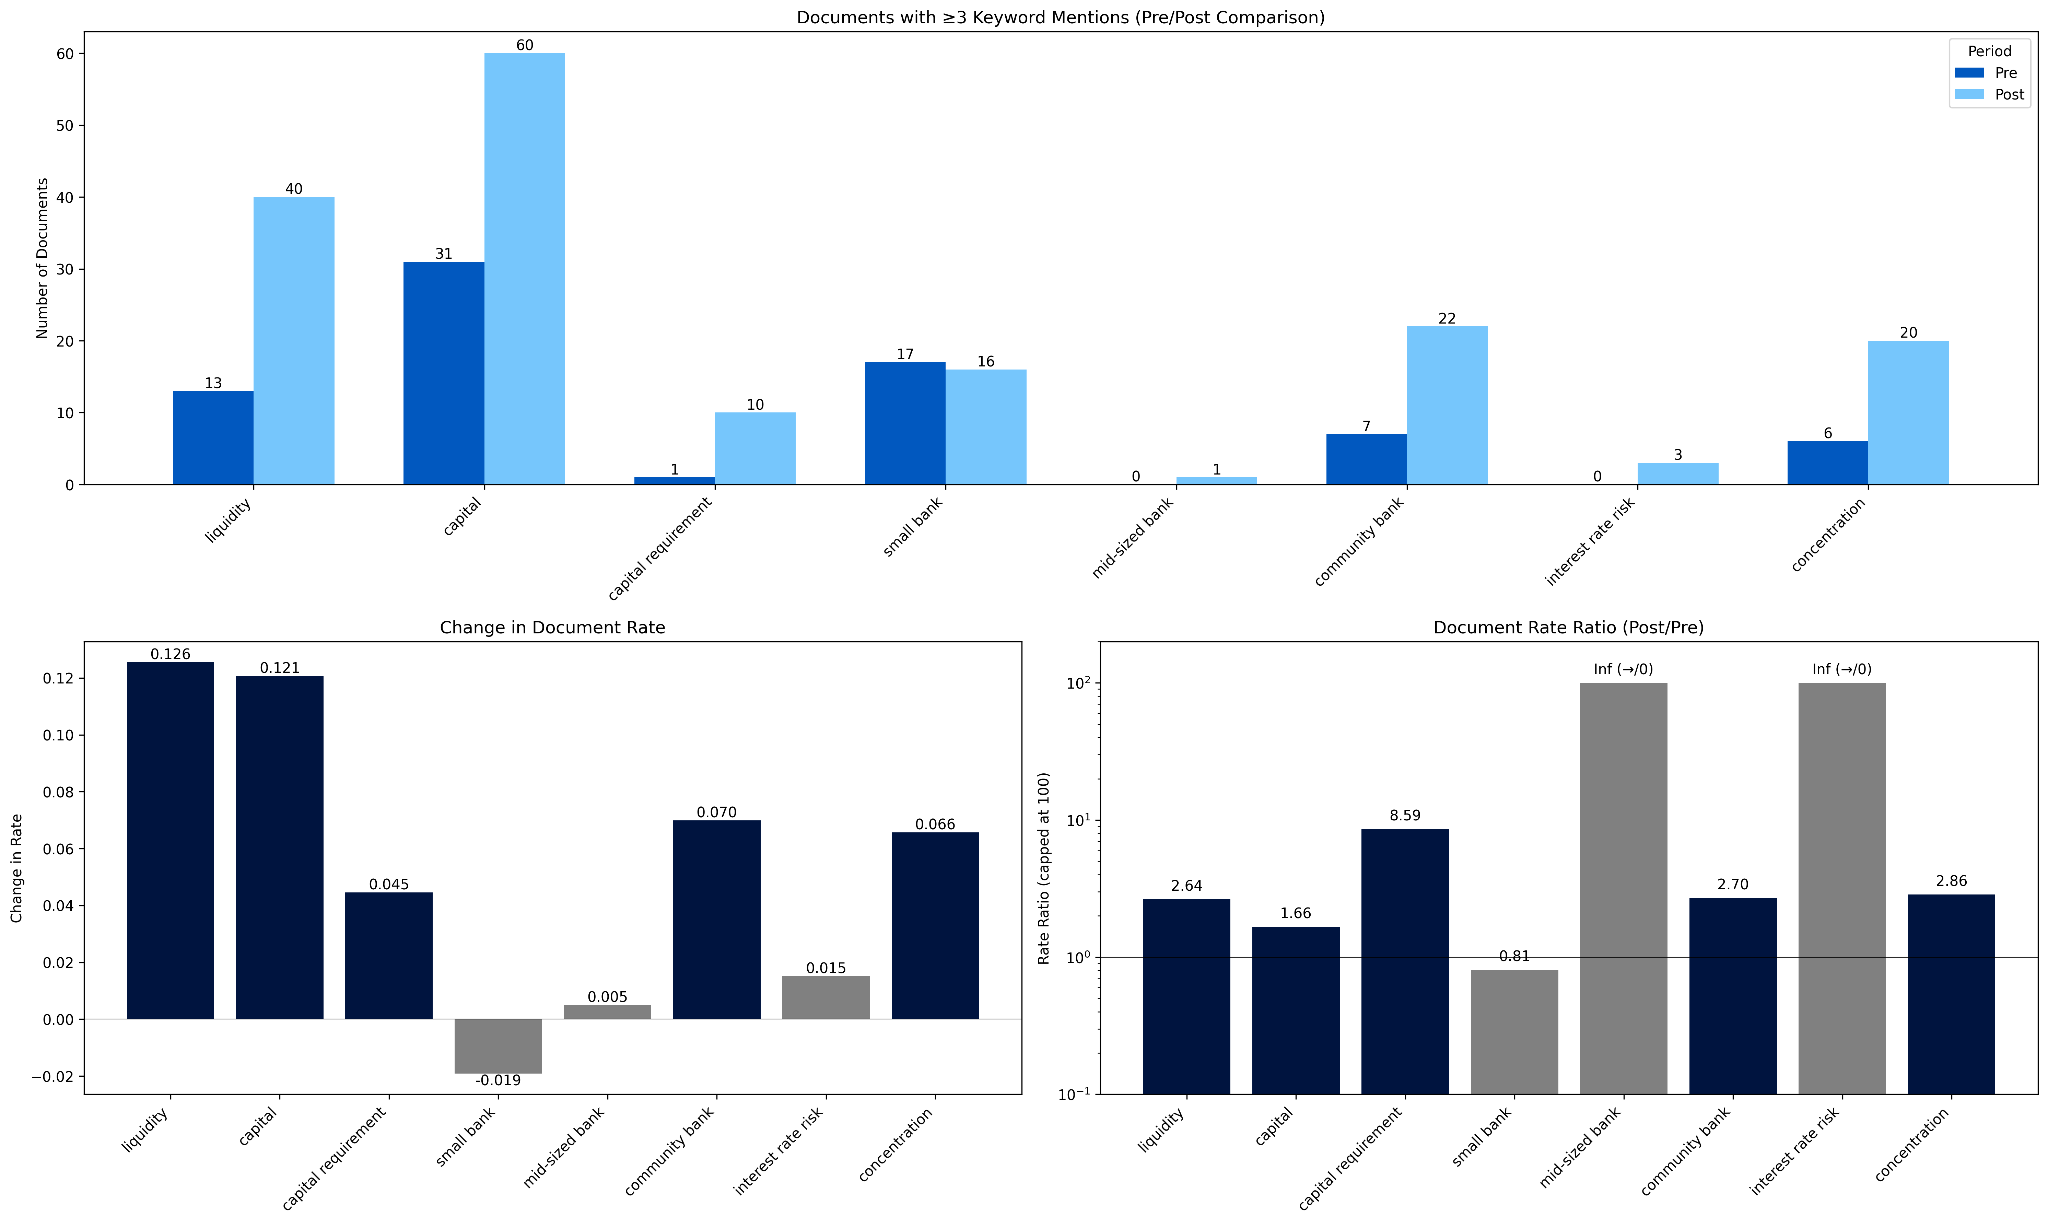 Documents with ≥3 Keyword Mentions (Pre/Post Comparison)
Number of Documents
60
50
40
30
20
10
0
13
40
31
60
1
10
17
16
0
1
7
22
0
3
6
20
Period
Pre
Post
liquidity
capital
capital requirement
small bank
mid-sized bank
community bank
interest rate risk
concentration
Change in Document Rate
Change in Rate
0.12
0.10
0.08
0.06
0.04
0.02
0.00
−0.02
0.126
0.121
0.045
-0.019
0.005
0.070
0.015
0.066
liquidity
capital
capital requirement
small bank
mid-sized bank
community bank
interest rate risk
concentration
Document Rate Ratio (Post/Pre)
Rate Ratio (capped at 100)
10²
10¹
10⁰
10⁻¹
2.64
1.66
8.59
0.81
Inf (→/0)
2.70
Inf (→/0)
2.86
liquidity
capital
capital requirement
small bank
mid-sized bank
community bank
interest rate risk
concentration